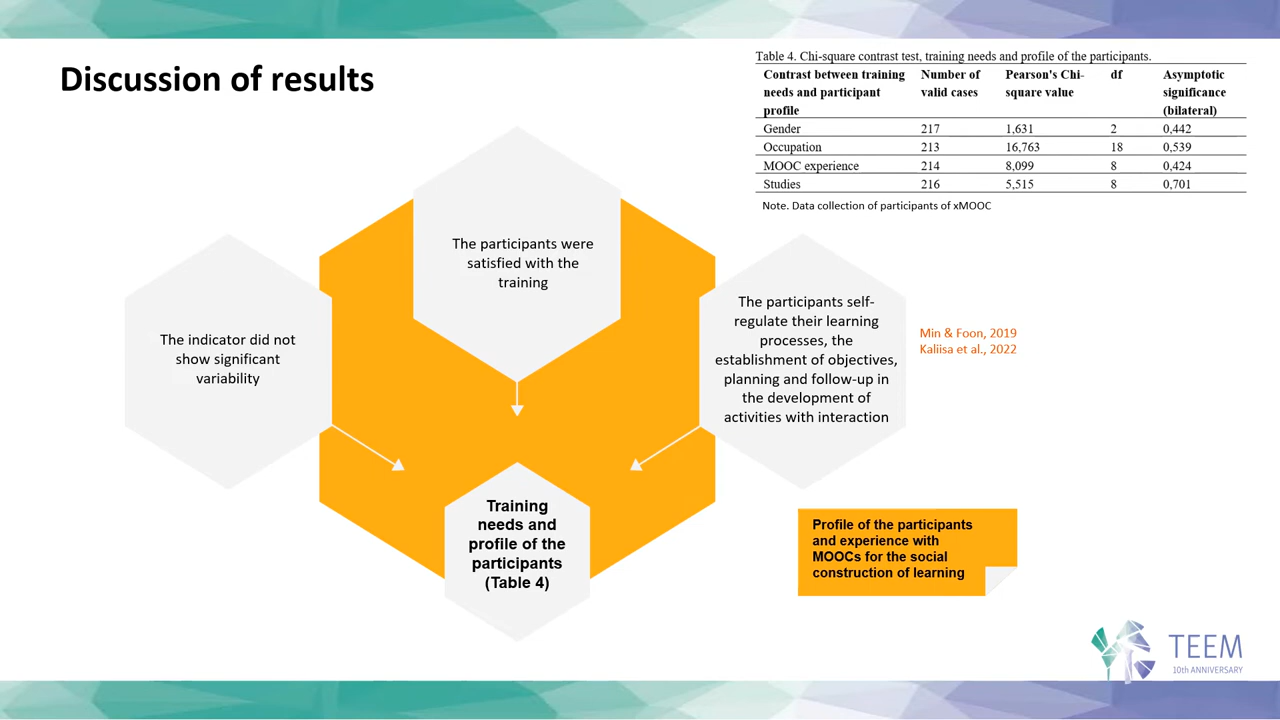 Discussion of results
Table 4. Chi-square contrast test, training needs and profile of the participants.
Contrast between training needs and participant profile | Number of valid cases | Pearson's Chi-square value | df | Asymptotic significance (bilateral)
Gender 217 1,631 2 0,442
Occupation 213 16,763 18 0,539
MOOC experience 214 8,099 8 0,424
Studies 216 5,515 8 0,701
Note. Data collection of participants of xMOOC
The participants were
satisfied with the
training
The indicator did not
show significant
variability
The participants self-
regulate their learning
processes, the
establishment of objectives,
planning and follow-up in
the development of
activities with interaction
Min & Foon, 2019
Kaliisa et al., 2022
Training
needs and
profile of the
participants
(Table 4)
Profile of the participants
and experience with
MOOCs for the social
construction of learning
TEEM
10th ANNIVERSARY